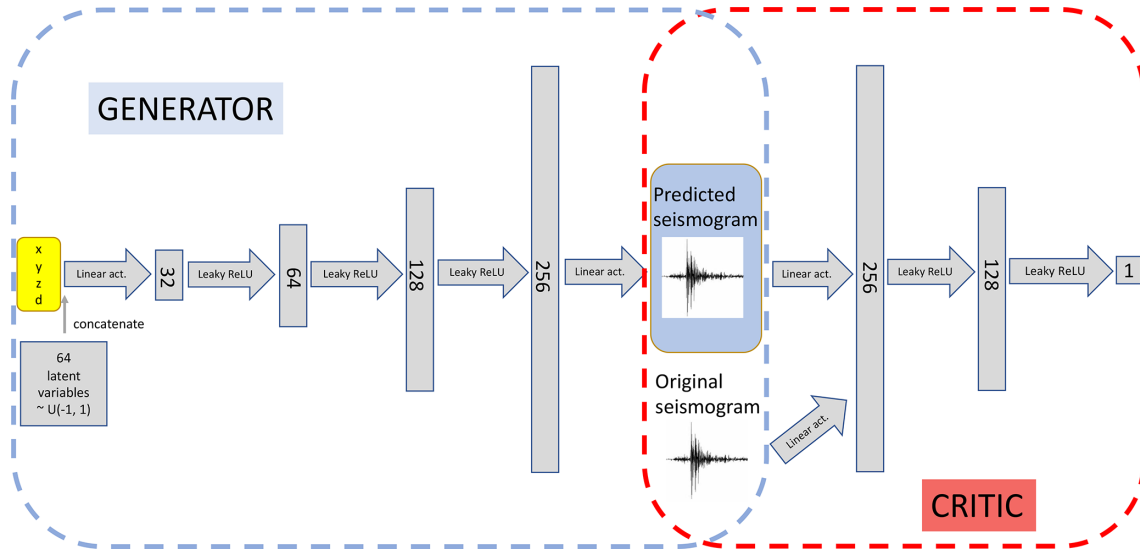 GENERATOR
x
y
z
d
Linear act.
32
Leaky ReLU
64
Leaky ReLU
128
Leaky ReLU
256
Linear act.
concatenate
64
latent
variables
~ U(-1, 1)
Predicted
seismogram
Original
seismogram
Linear act.
Linear act.
256
Leaky ReLU
128
Leaky ReLU
1
CRITIC